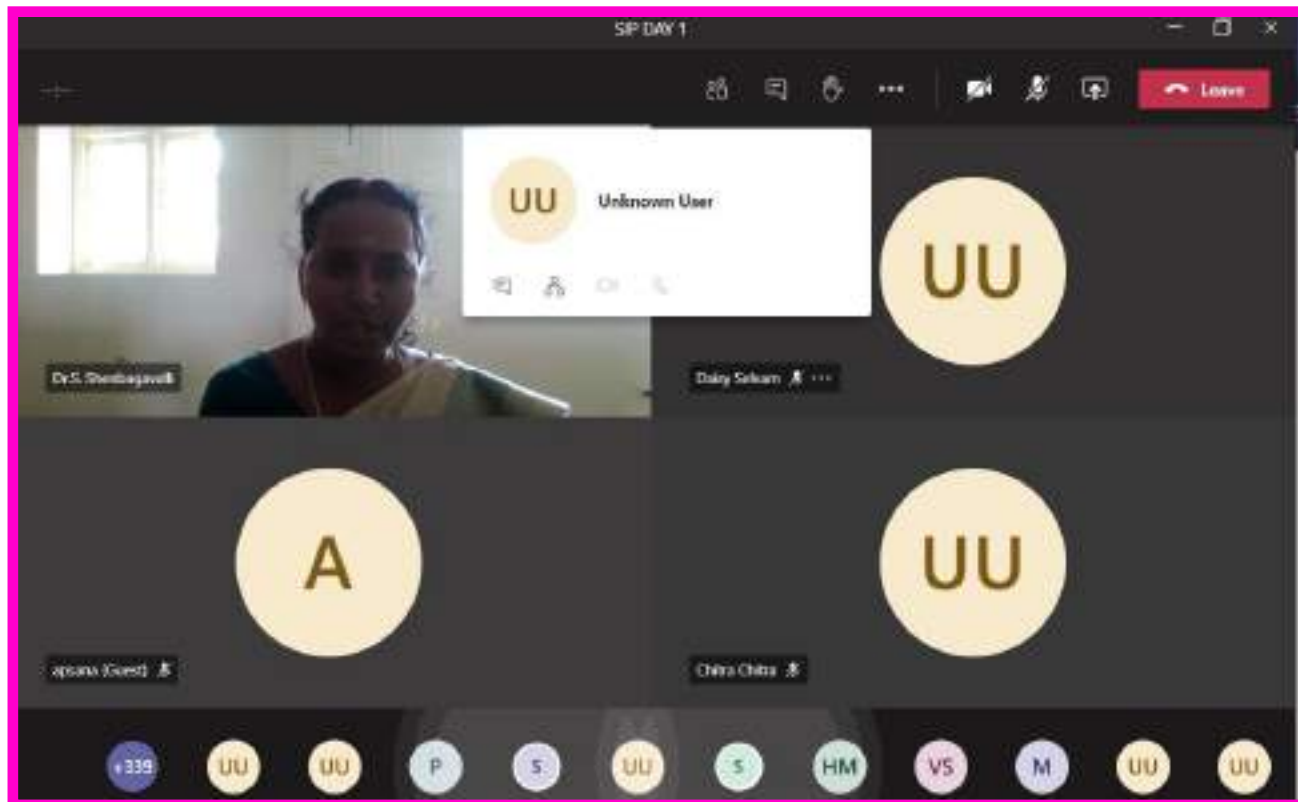 SIP DAY 1
Leave
UU Unknown User
UU
Dr.S. Shenbagavalli
Daisy Selvam
A
UU
apsana (Guest)
Chitra Chitra
+339 UU UU P S UU S HM VS M UU UU